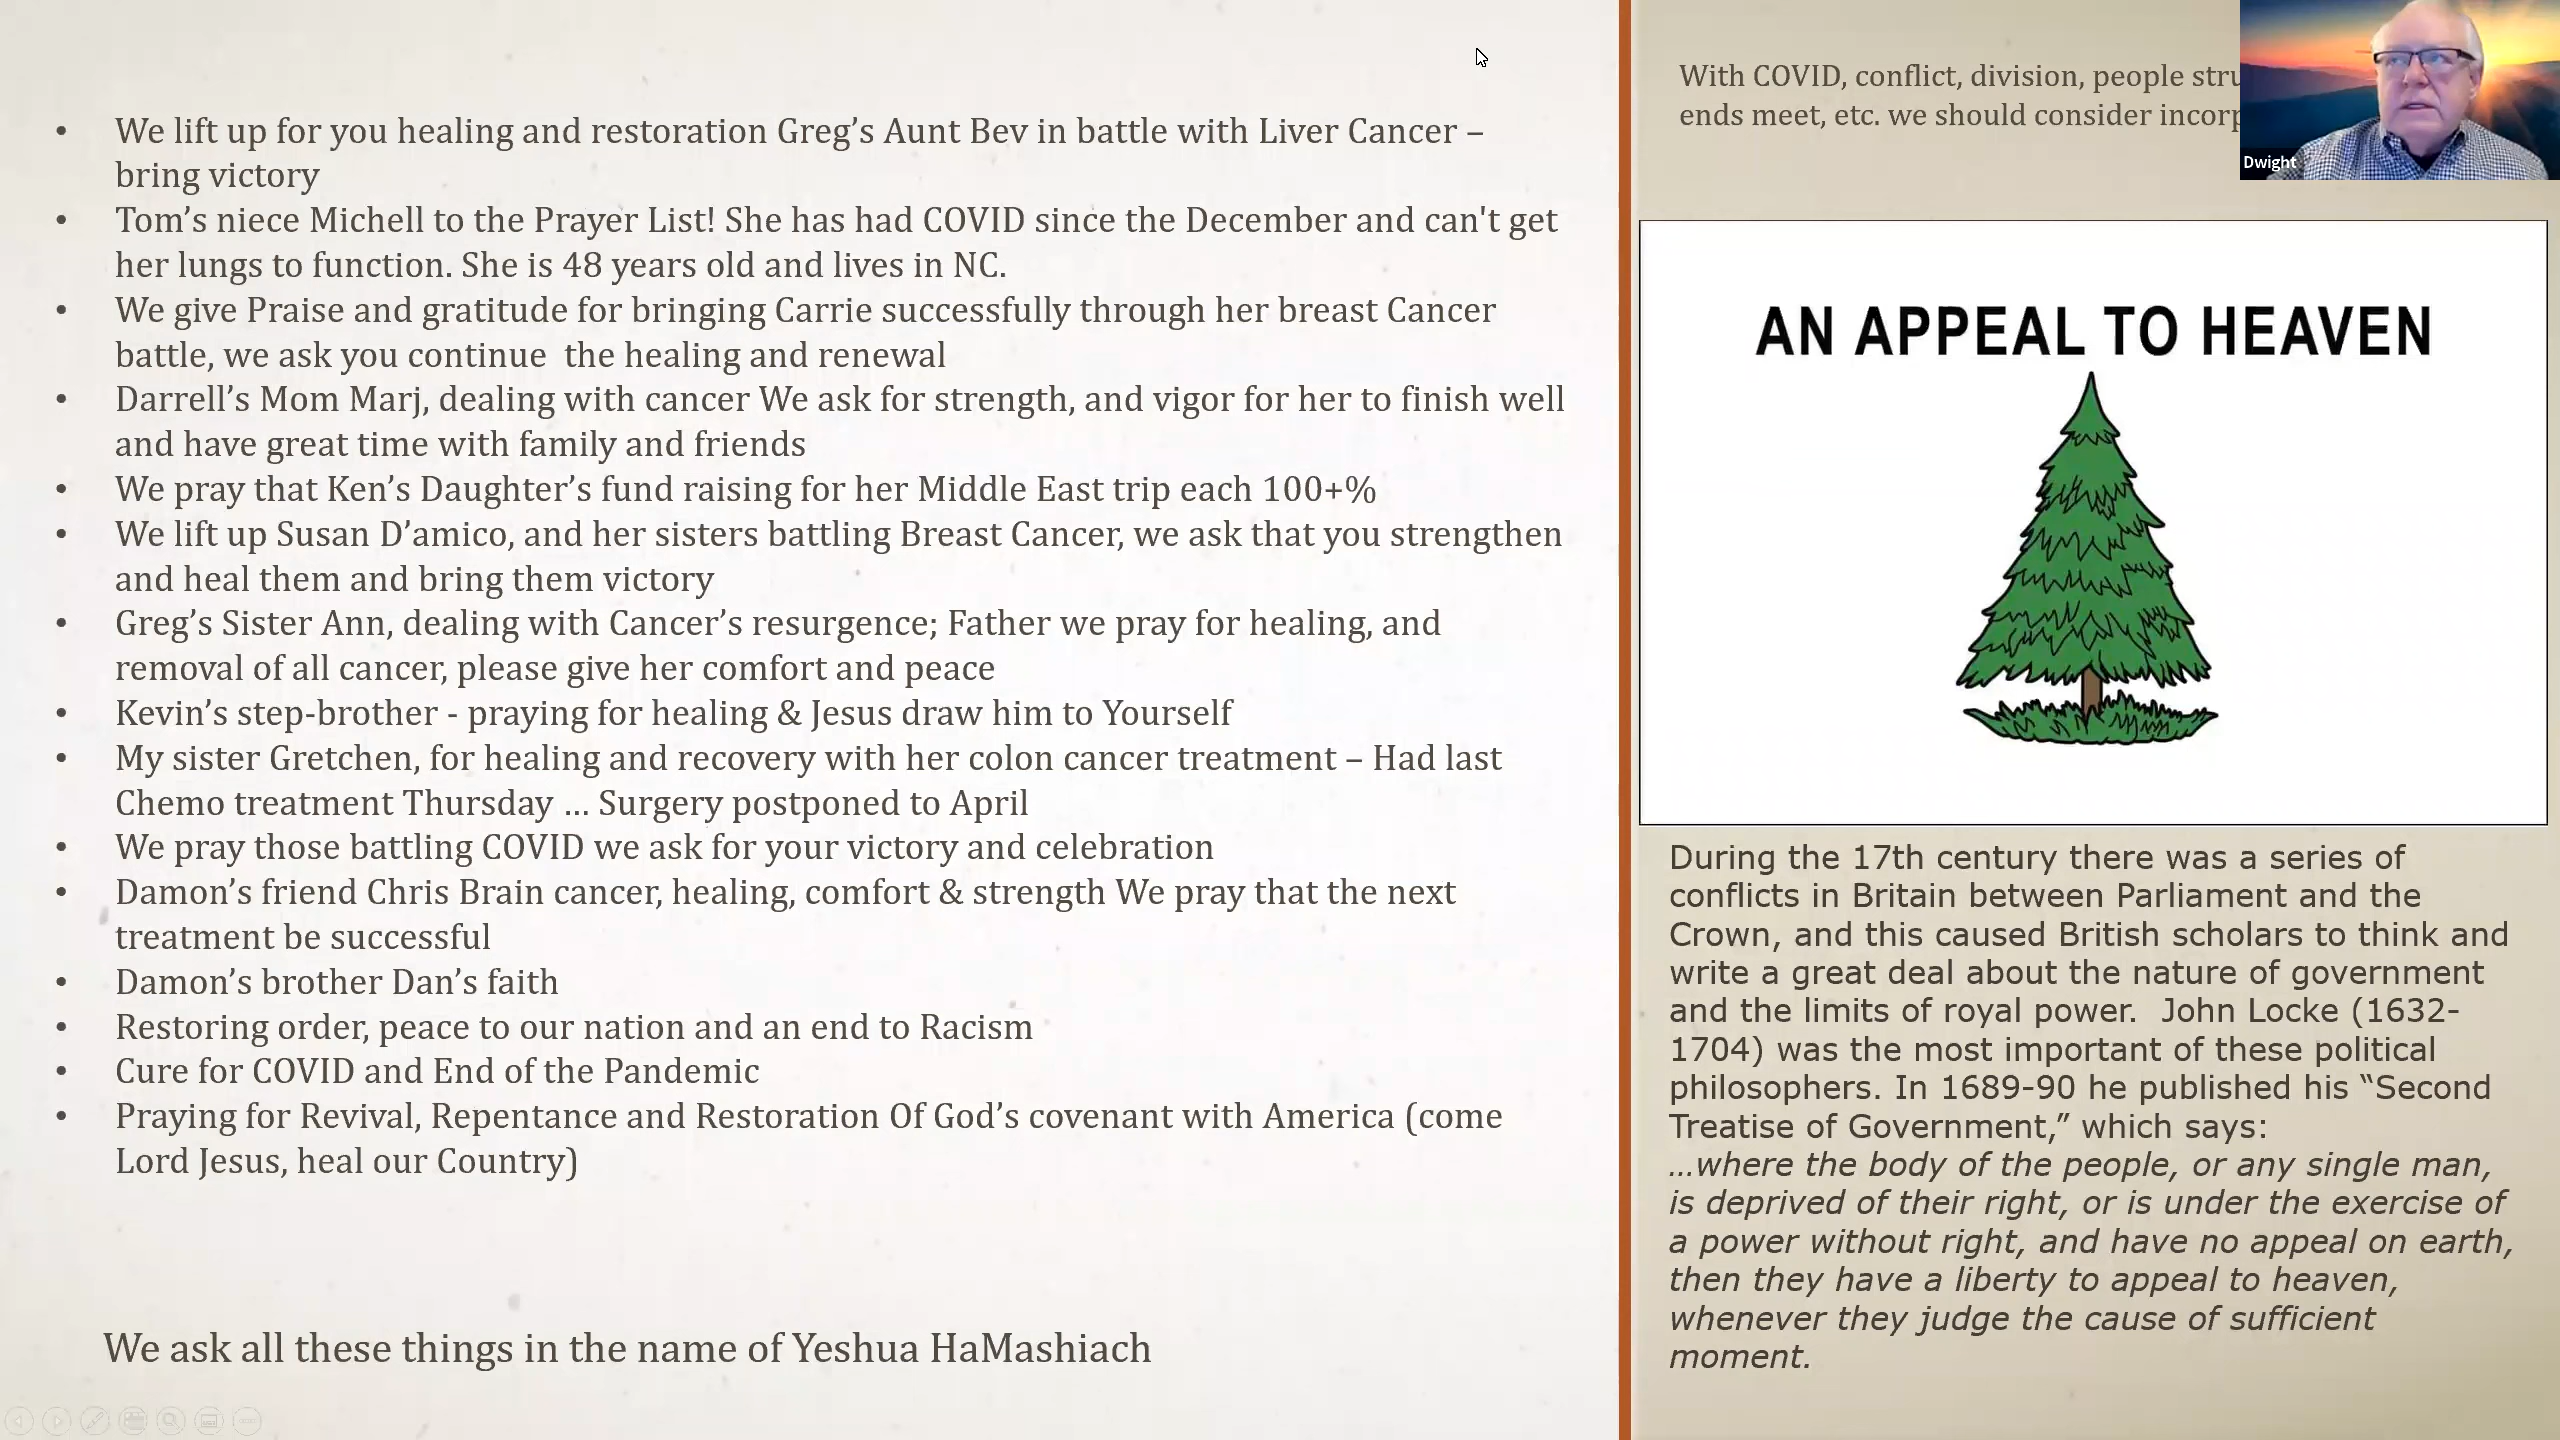 • We lift up for you healing and restoration Greg’s Aunt Bev in battle with Liver Cancer –
bring victory
• Tom’s niece Michell to the Prayer List! She has had COVID since the December and can't get
her lungs to function. She is 48 years old and lives in NC.
• We give Praise and gratitude for bringing Carrie successfully through her breast Cancer
battle, we ask you continue  the healing and renewal
• Darrell’s Mom Marj, dealing with cancer We ask for strength, and vigor for her to finish well
and have great time with family and friends
• We pray that Ken’s Daughter’s fund raising for her Middle East trip each 100+%
• We lift up Susan D’amico, and her sisters battling Breast Cancer, we ask that you strengthen
and heal them and bring them victory
• Greg’s Sister Ann, dealing with Cancer’s resurgence; Father we pray for healing, and
removal of all cancer, please give her comfort and peace
• Kevin’s step-brother - praying for healing & Jesus draw him to Yourself
• My sister Gretchen, for healing and recovery with her colon cancer treatment – Had last
Chemo treatment Thursday … Surgery postponed to April
• We pray those battling COVID we ask for your victory and celebration
• Damon’s friend Chris Brain cancer, healing, comfort & strength We pray that the next
treatment be successful
• Damon’s brother Dan’s faith
• Restoring order, peace to our nation and an end to Racism
• Cure for COVID and End of the Pandemic
• Praying for Revival, Repentance and Restoration Of God’s covenant with America (come
Lord Jesus, heal our Country)
We ask all these things in the name of Yeshua HaMashiach
With COVID, conflict, division, people
ends meet, etc. we should consider
Dwight
AN APPEAL TO HEAVEN
During the 17th century there was a series of
conflicts in Britain between Parliament and the
Crown, and this caused British scholars to think and
write a great deal about the nature of government
and the limits of royal power.  John Locke (1632-
1704) was the most important of these political
philosophers. In 1689-90 he published his “Second
Treatise of Government,” which says:
…where the body of the people, or any single man,
is deprived of their right, or is under the exercise of
a power without right, and have no appeal on earth,
then they have a liberty to appeal to heaven,
whenever they judge the cause of sufficient
moment.